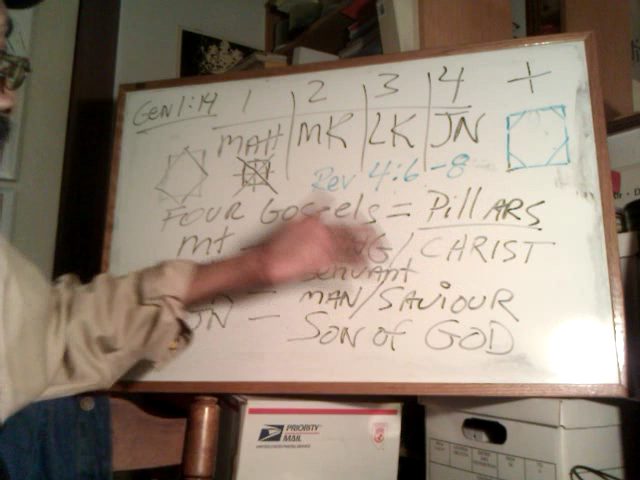 Gen 1:14 1 2 3 4 +
MAtt MK LK JN
Rev 4:6-8
FOUR Gospels = PillARS
mt - G/CHRIST
SERVANT
JN = MAN/SAViOUR
SON of GOD
PRIORITY
MAIL